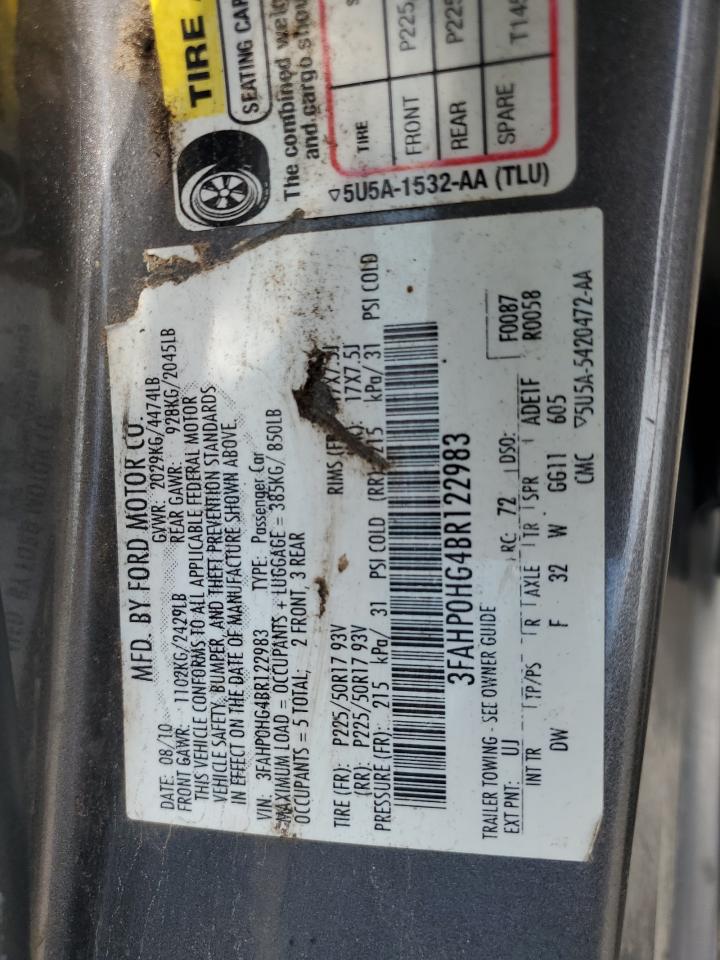 TIRE
SEATING CAP
The combined we
and cargo shou
TIRE S
FRONT P225
REAR P225
SPARE T145
▽5U5A-1532-AA (TLU)
MFD. BY FORD MOTOR CO.
DATE: 08/10 GVWR: 2029KG/4474LB
FRONT GAWR: 1102KG/2429LB REAR GAWR: 928KG/2045LB
THIS VEHICLE CONFORMS TO ALL APPLICABLE FEDERAL MOTOR
VEHICLE SAFETY, BUMPER, AND THEFT PREVENTION STANDARDS
IN EFFECT ON THE DATE OF MANUFACTURE SHOWN ABOVE.
VIN: 3FAHP0HG4BR122983 TYPE: Passenger Car
MAXIMUM LOAD = OCCUPANTS + LUGGAGE = 385KG/ 850LB
OCCUPANTS = 5 TOTAL, 2 FRONT, 3 REAR
TIRE (FR): P225/50R17 93V RIMS 17X7.5J
(RR): P225/50R17 93V 17X7.5J
PRESSURE (FR): 215 kPa/ 31 PSI COLD (RR): 215 kPa/ 31 PSI COLD
3FAHP0HG4BR122983
TRAILER TOWING - SEE OWNER GUIDE
EXT PNT: UJ RC: 72 DSO: F0087
INT TR TP/PS R AXLE TR SPR ADE1F R0058
DW F 32 W GG11 605
CMC ▽5U5A-5420472-AA